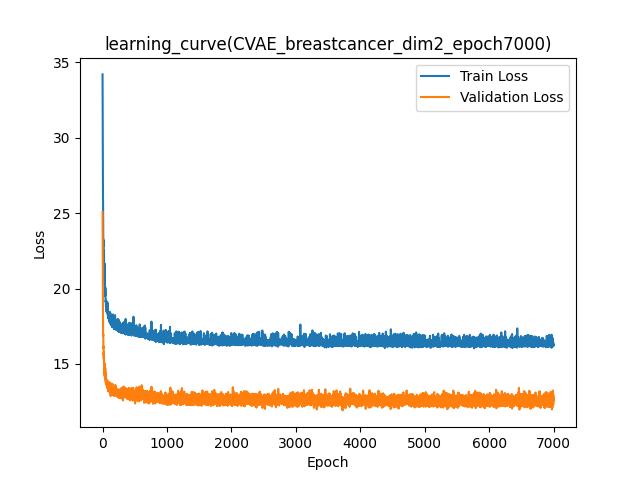 learning_curve(CVAE_breastcancer_dim2_epoch7000)
Train Loss
Validation Loss
35
30
25
20
15
Loss
0 1000 2000 3000 4000 5000 6000 7000
Epoch